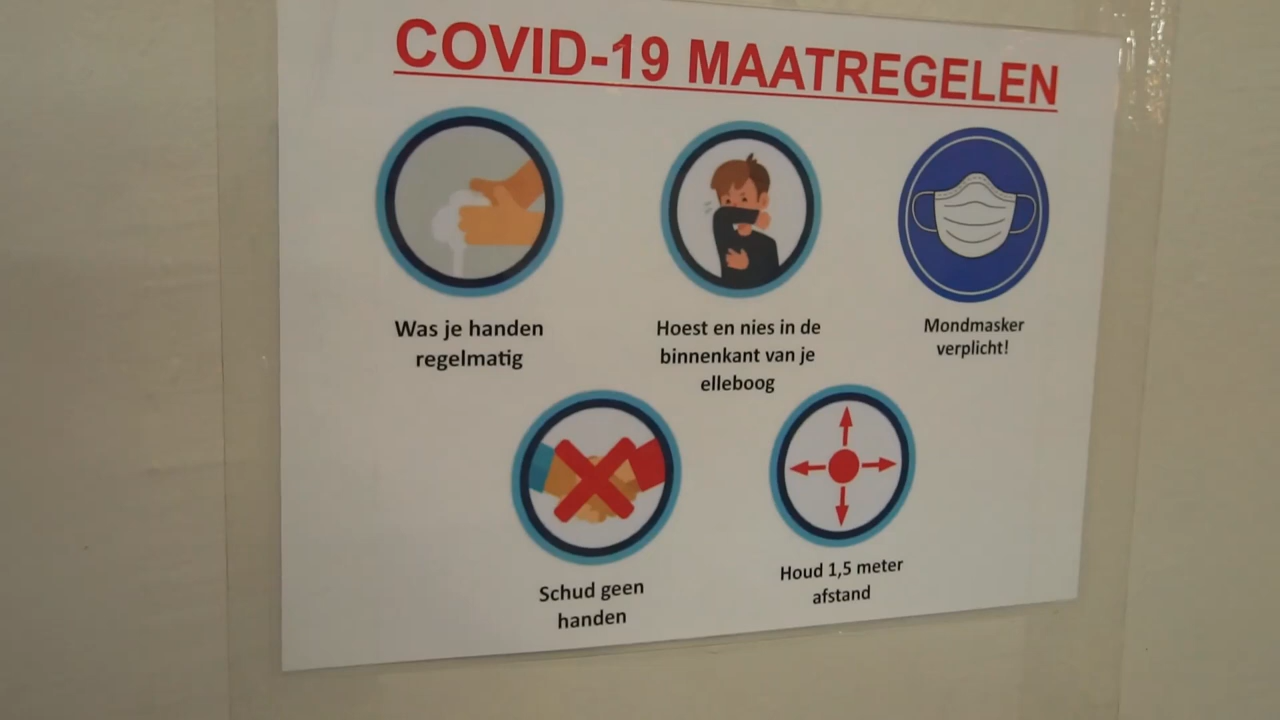 COVID-19 MAATREGELEN
Was je handen
regelmatig
Hoest en nies in de
binnenkant van je
elleboog
Mondmasker
verplicht!
Schud geen
handen
Houd 1,5 meter
afstand